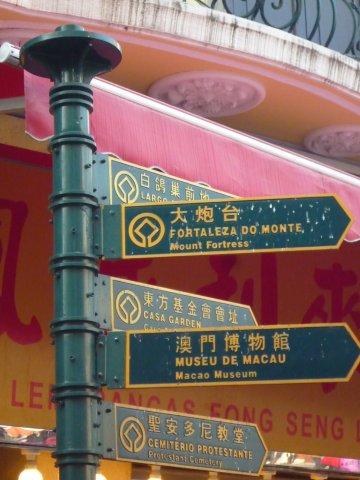 白鴿巢前地
LARGO
大炮台
FORTALEZA DO MONTE
Mount Fortress
東方基金會會址
CASA GARDEN
澳門博物館
MUSEU DE MACAU
Macao Museum
聖安多尼教堂
CEMITÉRIO PROTESTANTE
Protestant Cemetery
FONG SENG